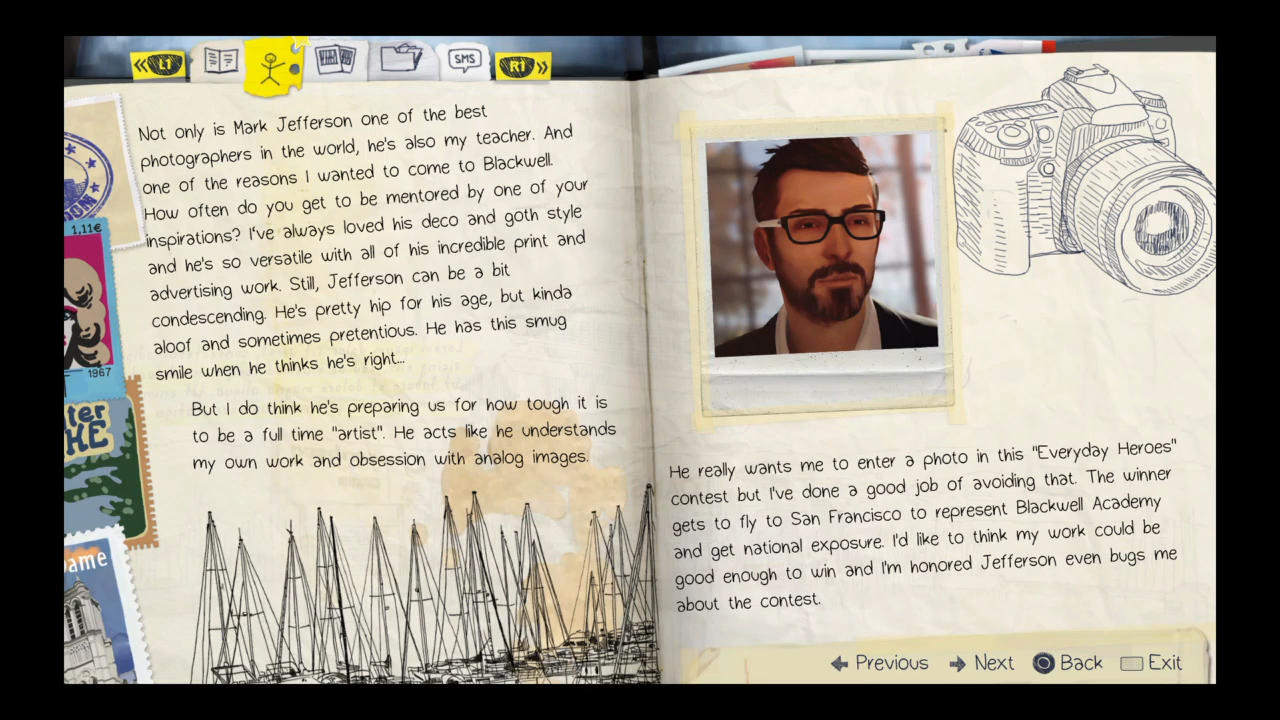 L1
SMS
R1
Not only is Mark Jefferson one of the best
photographers in the world, he's also my teacher. And
one of the reasons I wanted to come to Blackwell.
How often do you get to be mentored by one of your
inspirations? I've always loved his deco and goth style
and he's so versatile with all of his incredible print and
advertising work. Still, Jefferson can be a bit
condescending. He's pretty hip for his age, but kinda
aloof and sometimes pretentious. He has this smug
smile when he thinks he's right...
But I do think he's preparing us for how tough it is
to be a full time "artist". He acts like he understands
my own work and obsession with analog images.
1,11€
1967
He really wants me to enter a photo in this "Everyday Heroes"
contest but I've done a good job of avoiding that. The winner
gets to fly to San Francisco to represent Blackwell Academy
and get national exposure. I'd like to think my work could be
good enough to win and I'm honored Jefferson even bugs me
about the contest.
Previous Next Back Exit